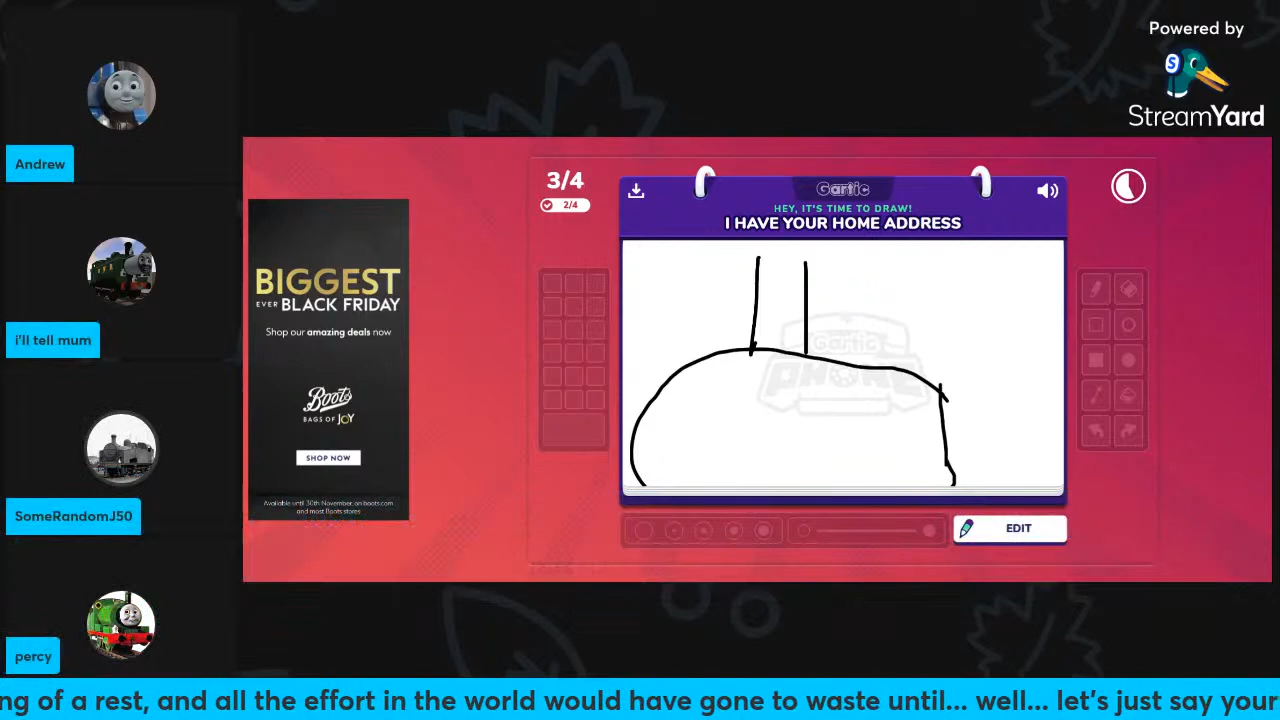 Powered by
StreamYard
Andrew
i'll tell mum
SomeRandomJ50
percy
3/4
2/4
Gartic
HEY, IT'S TIME TO DRAW!
I HAVE YOUR HOME ADDRESS
BIGGEST
EVER BLACK FRIDAY
Shop our amazing deals now
Boots
BAGS OF JOY
SHOP NOW
Available until 30th November, on boots.com
and most Boots stores
Gartic
PHONE
EDIT
ng of a rest, and all the effort in the world would have gone to waste until... well... let's just say your